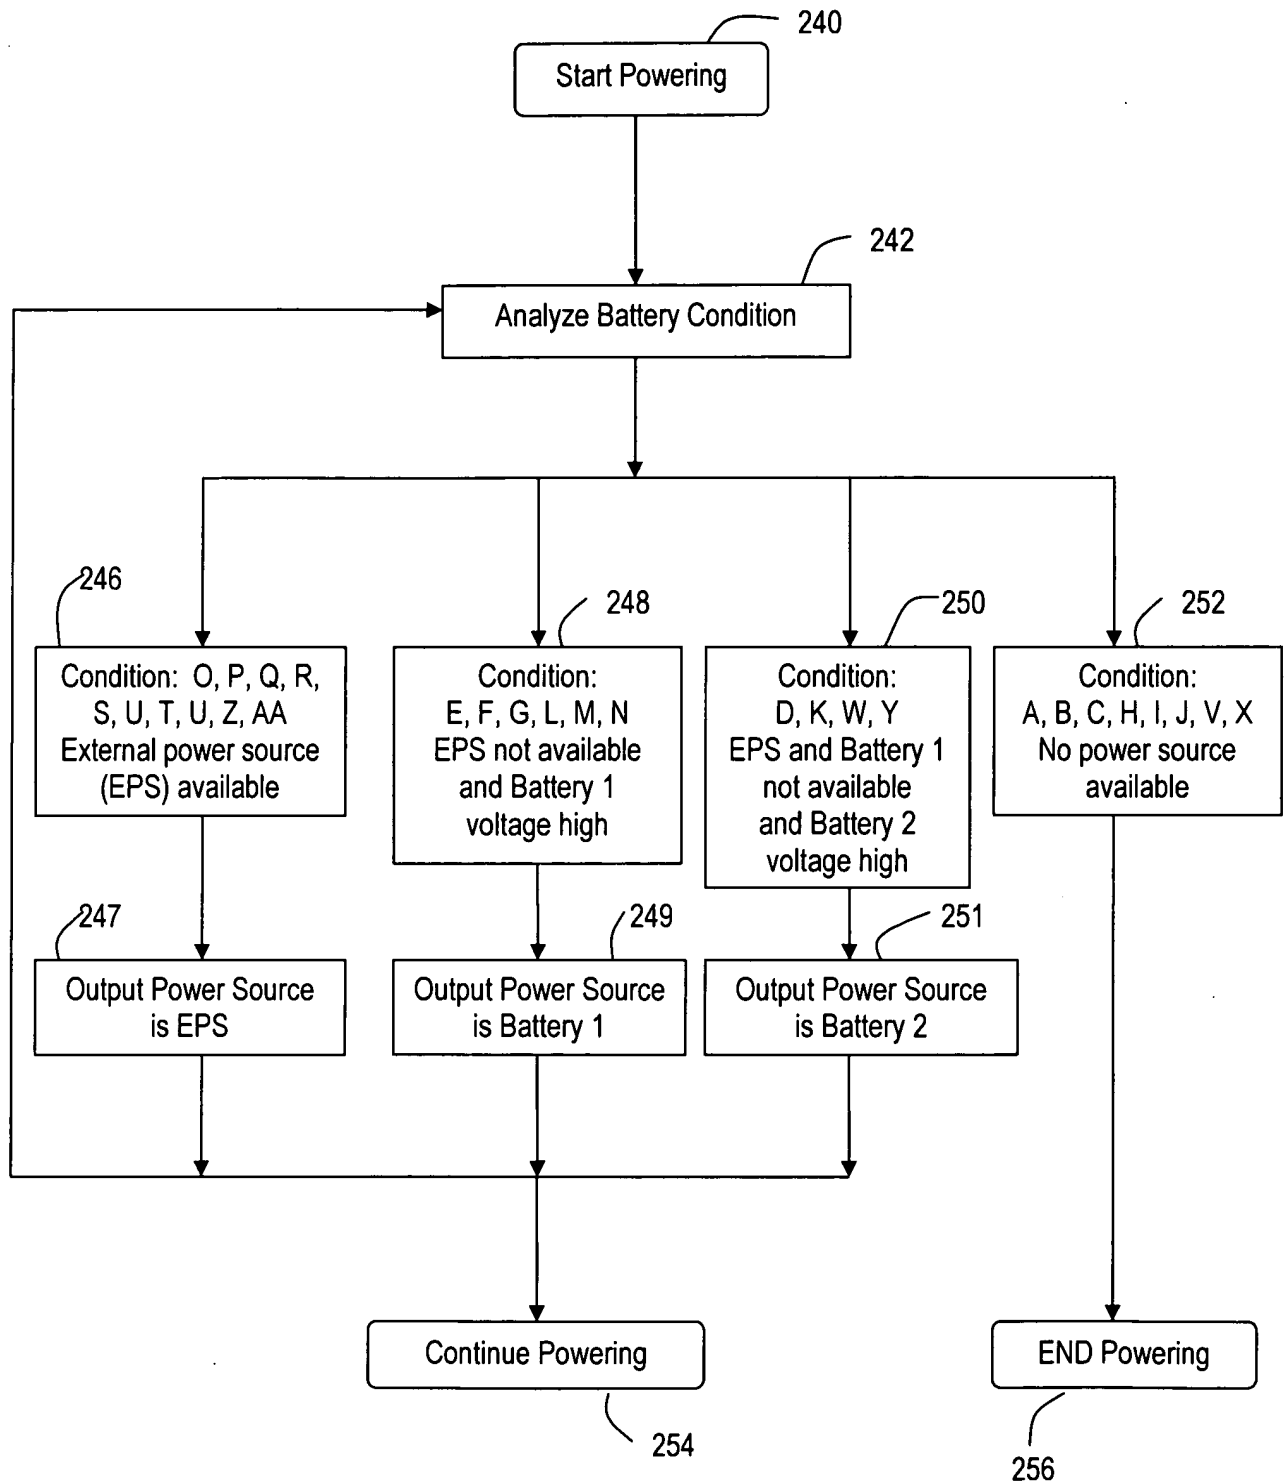 240
Start Powering
242
Analyze Battery Condition
246
Condition: O, P, Q, R,
S, U, T, U, Z, AA
External power source
(EPS) available
248
Condition:
E, F, G, L, M, N
EPS not available
and Battery 1
voltage high
250
Condition:
D, K, W, Y
EPS and Battery 1
not available
and Battery 2
voltage high
252
Condition:
A, B, C, H, I, J, V, X
No power source
available
247
Output Power Source
is EPS
249
Output Power Source
is Battery 1
251
Output Power Source
is Battery 2
Continue Powering
254
END Powering
256